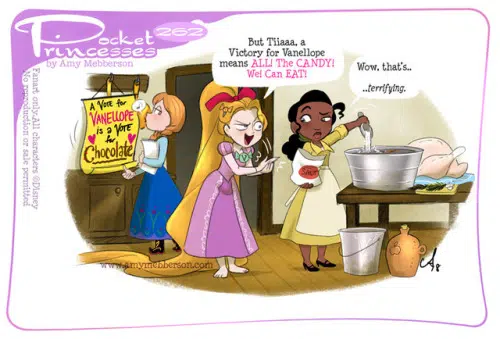 Pocket
Princesses
262
by Amy Mebberson
Fanart only. All characters ©Disney
No reproduction or sale permitted
A Vote for
VANELLOPE
is a VOTE
for
Chocolate
But Tiiaaa, a
Victory for Vanellope
means ALL! The CANDY!
We! Can EAT!
Wow, that's..
..terrifying.
SALT
www.amymebberson.com